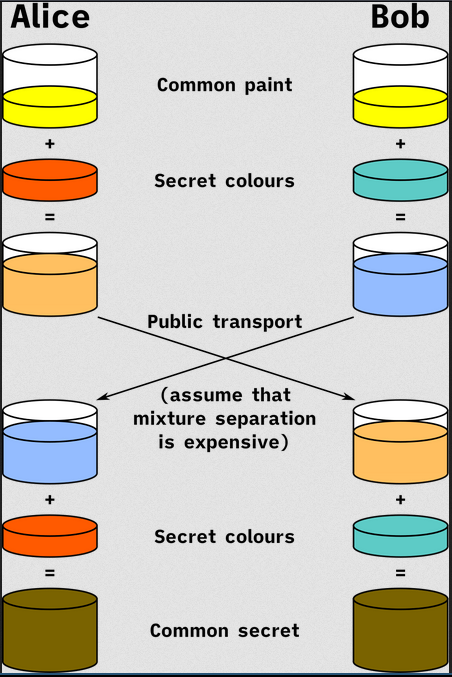 Alice
Bob
Common paint
+
+
Secret colours
=
=
Public transport
(assume that
mixture separation
is expensive)
+
+
Secret colours
=
=
Common secret